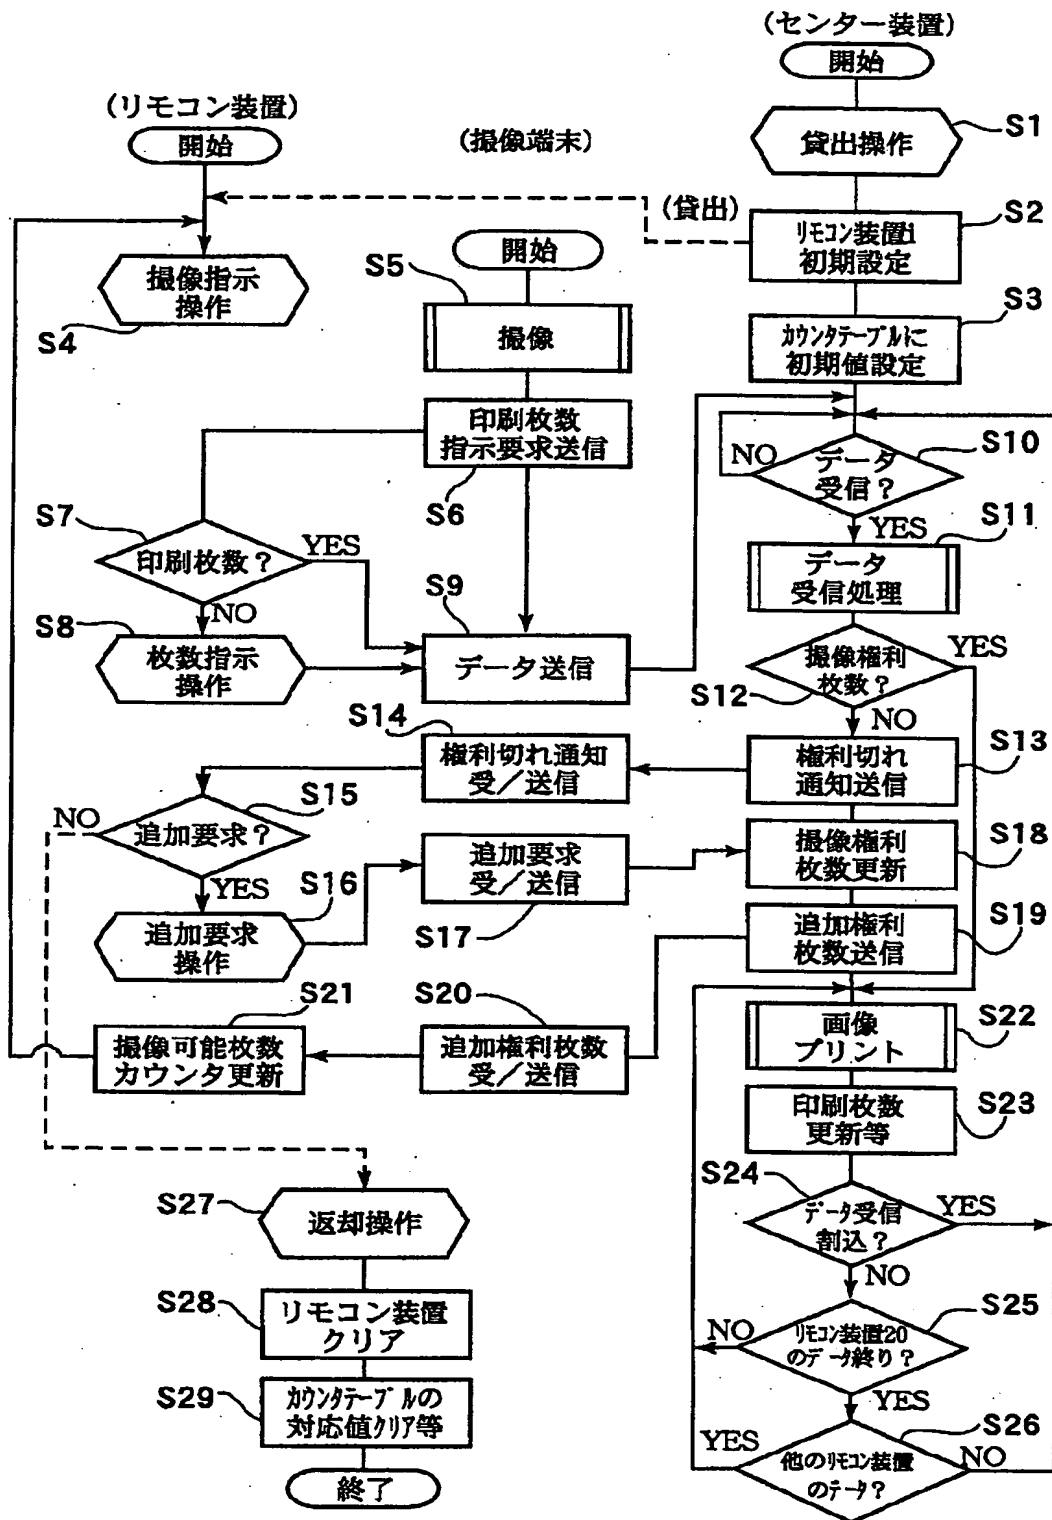 (センター装置)
開始
貸出操作
S1
(リモコン装置)
開始
(撮像端末)
(貸出)
リモコン装置i
初期設定
S2
撮像指示
操作
S4
開始
S5
撮像
カウンタテーブルに
初期値設定
S3
印刷枚数
指示要求送信
S6
NO
データ
受信?
S10
YES
S7
印刷枚数?
YES
NO
データ
受信処理
S11
S8
枚数指示
操作
S9
データ送信
撮像権利
枚数?
S12
YES
NO
S14
権利切れ通知
受/送信
権利切れ
通知送信
S13
NO
追加要求?
S15
YES
S16
追加要求
操作
追加要求
受/送信
S17
撮像権利
枚数更新
S18
追加権利
枚数送信
S19
S21
撮像可能枚数
カウンタ更新
S20
追加権利枚数
受/送信
画像
プリント
S22
印刷枚数
更新等
S23
S24
データ受信
割込?
YES
NO
S27
返却操作
S28
リモコン装置
クリア
S29
カウンタテーブルの
対応値クリア等
終了
NO
リモコン装置20
のデータ終り?
S25
YES
YES
他のリモコン装置
のデータ?
S26
NO